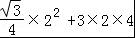 √3/4 × 2² + 3 × 2 × 4